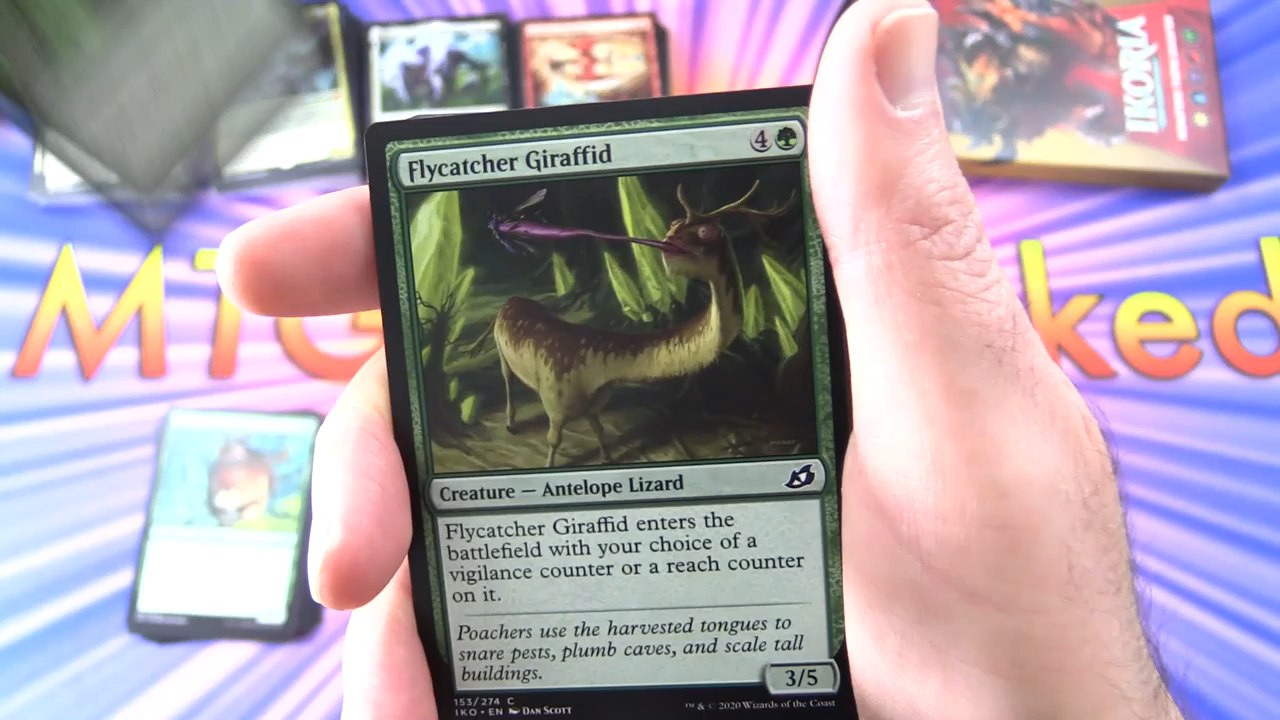 IKORIA
Flycatcher Giraffid
4
MTG
ked
Creature — Antelope Lizard
Flycatcher Giraffid enters the
battlefield with your choice of a
vigilance counter or a reach counter
on it.
Poachers use the harvested tongues to
snare pests, plumb caves, and scale tall
buildings.
3/5
153/274 C
IKO • EN DAN SCOTT
™ & © 2020 Wizards of the Coast